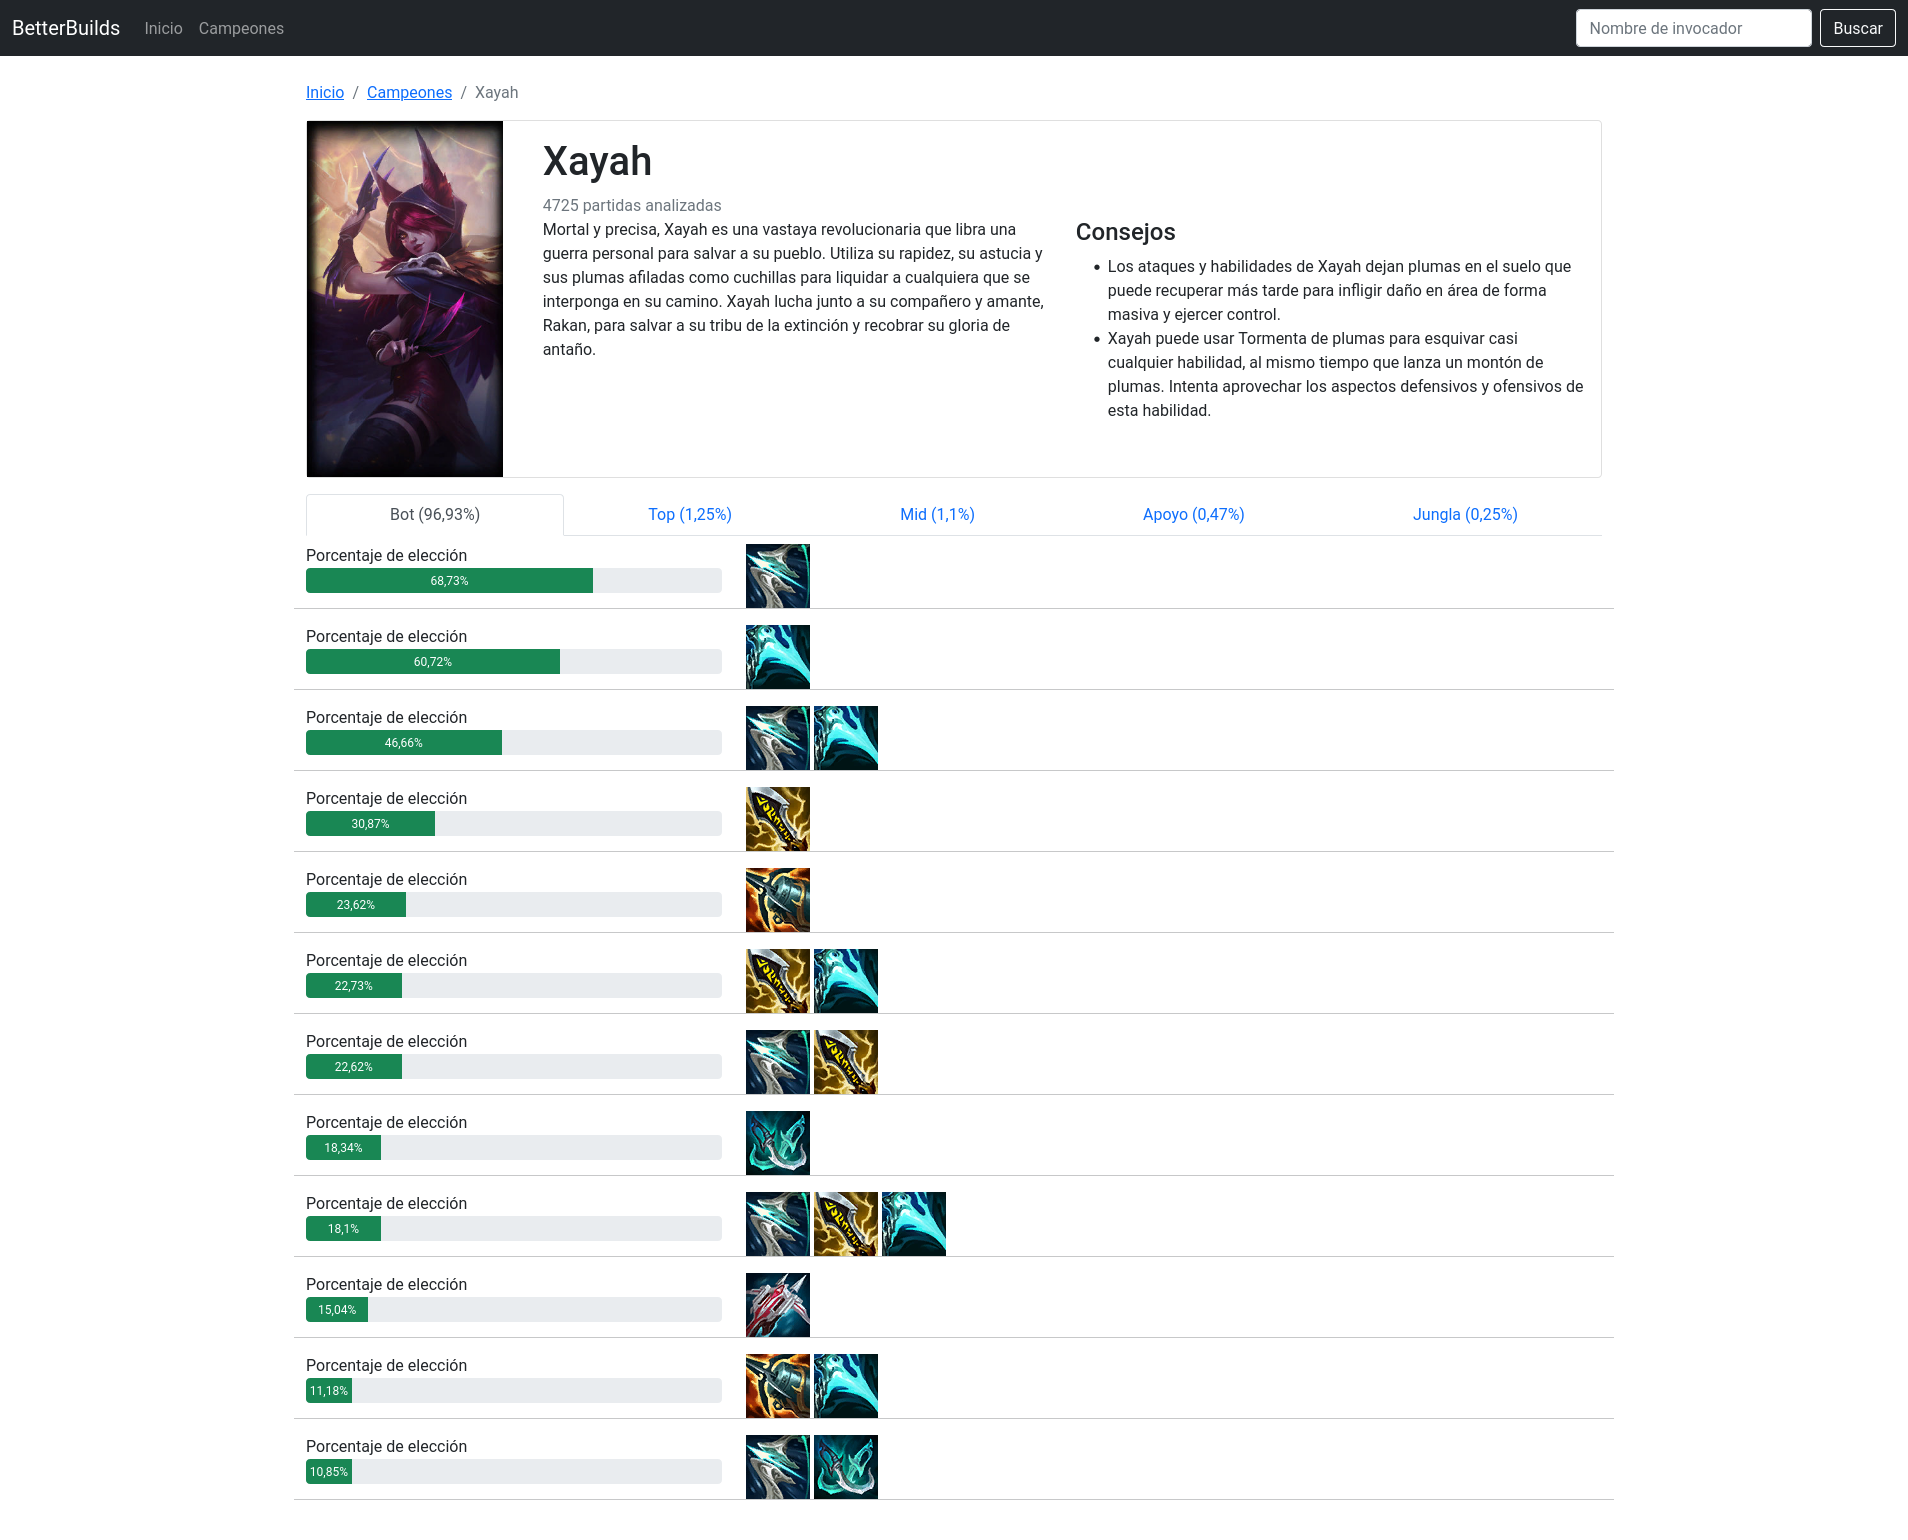 BetterBuilds Inicio Campeones Nombre de invocador Buscar
Inicio / Campeones / Xayah
Xayah
4725 partidas analizadas
Mortal y precisa, Xayah es una vastaya revolucionaria que libra una
guerra personal para salvar a su pueblo. Utiliza su rapidez, su astucia y
sus plumas afiladas como cuchillas para liquidar a cualquiera que se
interponga en su camino. Xayah lucha junto a su compañero y amante,
Rakan, para salvar a su tribu de la extinción y recobrar su gloria de
antaño.
Consejos
• Los ataques y habilidades de Xayah dejan plumas en el suelo que
puede recuperar más tarde para infligir daño en área de forma
masiva y ejercer control.
• Xayah puede usar Tormenta de plumas para esquivar casi
cualquier habilidad, al mismo tiempo que lanza un montón de
plumas. Intenta aprovechar los aspectos defensivos y ofensivos de
esta habilidad.
Bot (96,93%) Top (1,25%) Mid (1,1%) Apoyo (0,47%) Jungla (0,25%)
Porcentaje de elección
68,73%
Porcentaje de elección
60,72%
Porcentaje de elección
46,66%
Porcentaje de elección
30,87%
Porcentaje de elección
23,62%
Porcentaje de elección
22,73%
Porcentaje de elección
22,62%
Porcentaje de elección
18,34%
Porcentaje de elección
18,1%
Porcentaje de elección
15,04%
Porcentaje de elección
11,18%
Porcentaje de elección
10,85%